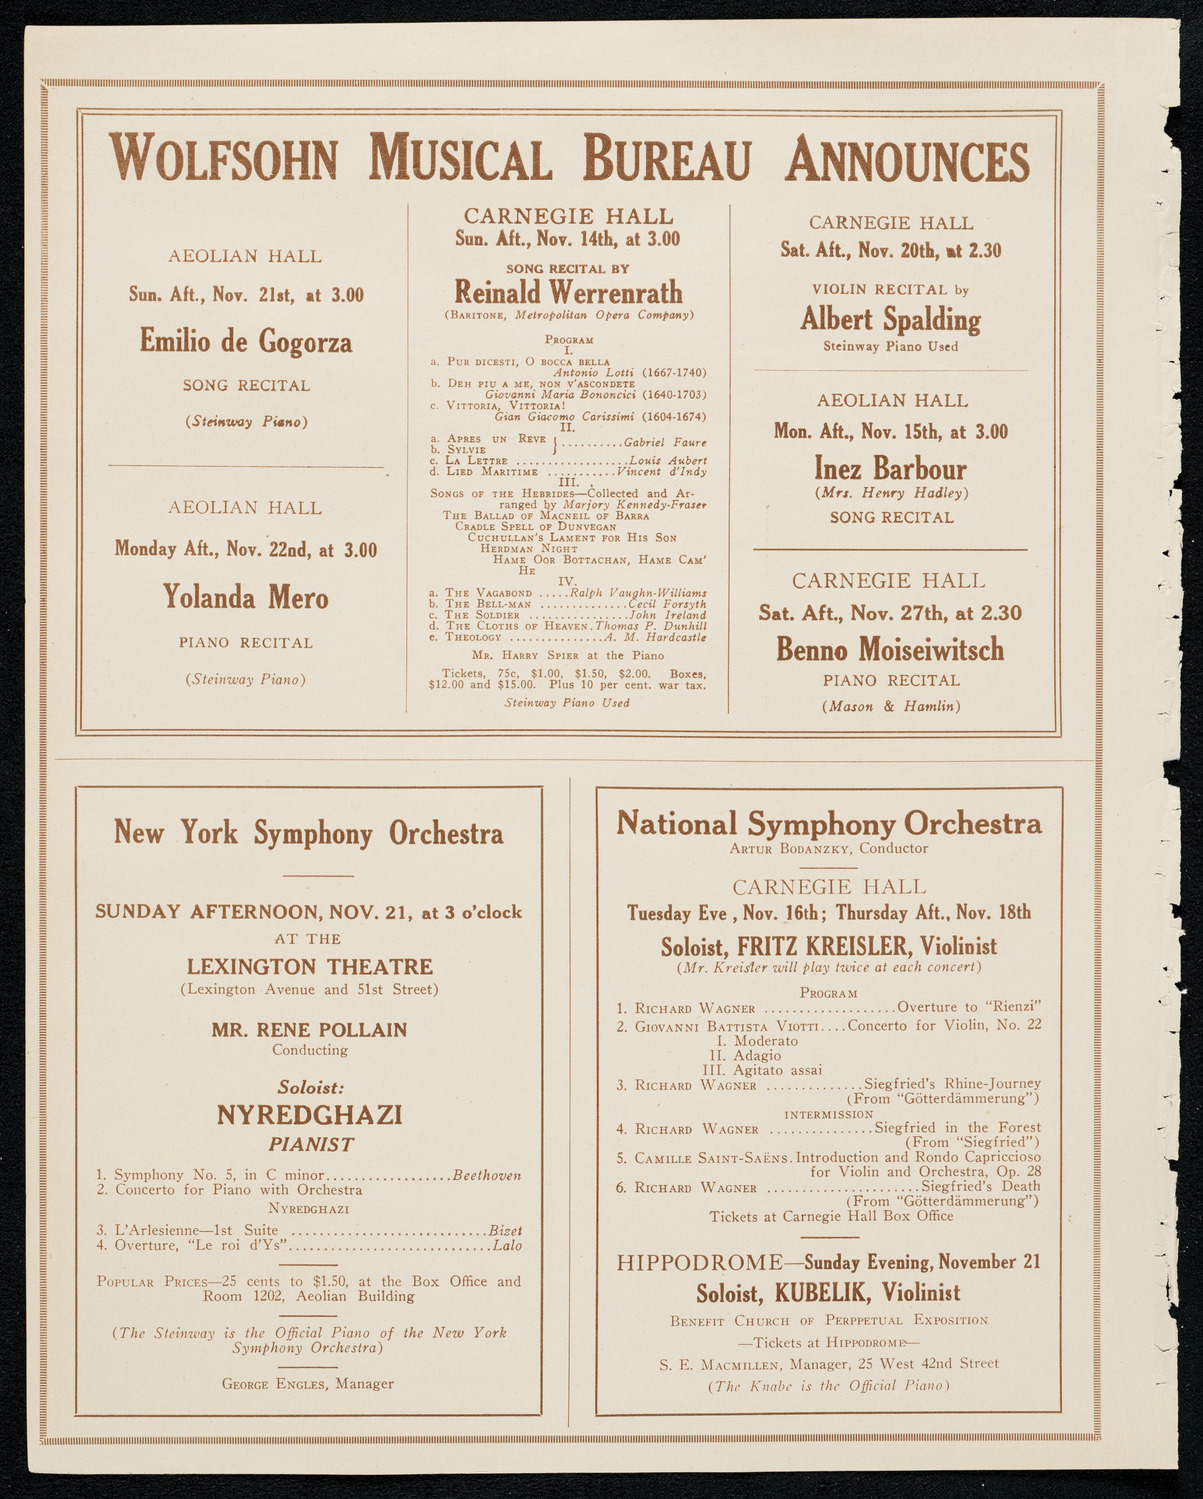 WOLFSOHN MUSICAL BUREAU ANNOUNCES
AEOLIAN HALL
Sun. Aft., Nov. 21st, at 3.00
Emilio de Gogorza
SONG RECITAL
(Steinway Piano)
AEOLIAN HALL
Monday Aft., Nov. 22nd, at 3.00
Yolanda Mero
PIANO RECITAL
(Steinway Piano)
CARNEGIE HALL
Sun. Aft., Nov. 14th, at 3.00
SONG RECITAL BY
Reinald Werrenrath
(BARITONE, Metropolitan Opera Company)
PROGRAM
I.
a. PUR DICESTI, O BOCCA BELLA
Antonio Lotti (1667-1740)
b. DEH PIU A ME, NON V'ASCONDETE
Giovanni Maria Bononcici (1640-1703)
c. VITTORIA, VITTORIA!
Gian Giacomo Carissimi (1604-1674)
II.
a. APRES UN REVE } ..........Gabriel Faure
b. SYLVIE
c. LA LETTRE .................Louis Aubert
d. LIED MARITIME ..........Vincent d'Indy
III.
SONGS OF THE HEBRIDES—Collected and Ar-
ranged by Marjory Kennedy-Fraser
THE BALLAD OF MACNEIL OF BARRA
CRADLE SPELL OF DUNVEGAN
CUCHULLAN'S LAMENT FOR HIS SON
HERDMAN NIGHT
HAME OOR BOTTACHAN, HAME CAM'
HE
IV.
a. THE VAGABOND .....Ralph Vaughn-Williams
b. THE BELL-MAN .............Cecil Forsyth
c. THE SOLDIER ...............John Ireland
d. THE CLOTHS OF HEAVEN.Thomas P. Dunhill
e. THEOLOGY ...............A. M. Hardcastle
MR. HARRY SPIER at the Piano
Tickets, 75c, $1.00, $1.50, $2.00. Boxes,
$12.00 and $15.00. Plus 10 per cent. war tax.
Steinway Piano Used
CARNEGIE HALL
Sat. Aft., Nov. 20th, at 2.30
VIOLIN RECITAL by
Albert Spalding
Steinway Piano Used
AEOLIAN HALL
Mon. Aft., Nov. 15th, at 3.00
Inez Barbour
(Mrs. Henry Hadley)
SONG RECITAL
CARNEGIE HALL
Sat. Aft., Nov. 27th, at 2.30
Benno Moiseiwitsch
PIANO RECITAL
(Mason & Hamlin)
New York Symphony Orchestra
SUNDAY AFTERNOON, NOV. 21, at 3 o'clock
AT THE
LEXINGTON THEATRE
(Lexington Avenue and 51st Street)
MR. RENE POLLAIN
Conducting
Soloist:
NYREDGHAZI
PIANIST
1. Symphony No. 5, in C minor..................Beethoven
2. Concerto for Piano with Orchestra
NYREDGHAZI
3. L'Arlesienne—1st Suite ............................Bizet
4. Overture, "Le roi d'Ys".............................Lalo
POPULAR PRICES—25 cents to $1.50, at the Box Office and
Room 1202, Aeolian Building
(The Steinway is the Official Piano of the New York
Symphony Orchestra)
GEORGE ENGLES, Manager
National Symphony Orchestra
ARTUR BODANZKY, Conductor
CARNEGIE HALL
Tuesday Eve , Nov. 16th; Thursday Aft., Nov. 18th
Soloist, FRITZ KREISLER, Violinist
(Mr. Kreisler will play twice at each concert)
PROGRAM
1. RICHARD WAGNER ...................Overture to "Rienzi"
2. GIOVANNI BATTISTA VIOTTI....Concerto for Violin, No. 22
I. Moderato
II. Adagio
III. Agitato assai
3. RICHARD WAGNER ..............Siegfried's Rhine-Journey
(From "Götterdämmerung")
INTERMISSION
4. RICHARD WAGNER ...............Siegfried in the Forest
(From "Siegfried")
5. CAMILLE SAINT-SAËNS.Introduction and Rondo Capriccioso
for Violin and Orchestra, Op. 28
6. RICHARD WAGNER ......................Siegfried's Death
(From "Götterdämmerung")
Tickets at Carnegie Hall Box Office
HIPPODROME—Sunday Evening, November 21
Soloist, KUBELIK, Violinist
BENEFIT CHURCH OF PERPPETUAL EXPOSITION
—Tickets at HIPPODROME—
S. E. MACMILLEN, Manager, 25 West 42nd Street
(The Knabe is the Official Piano)